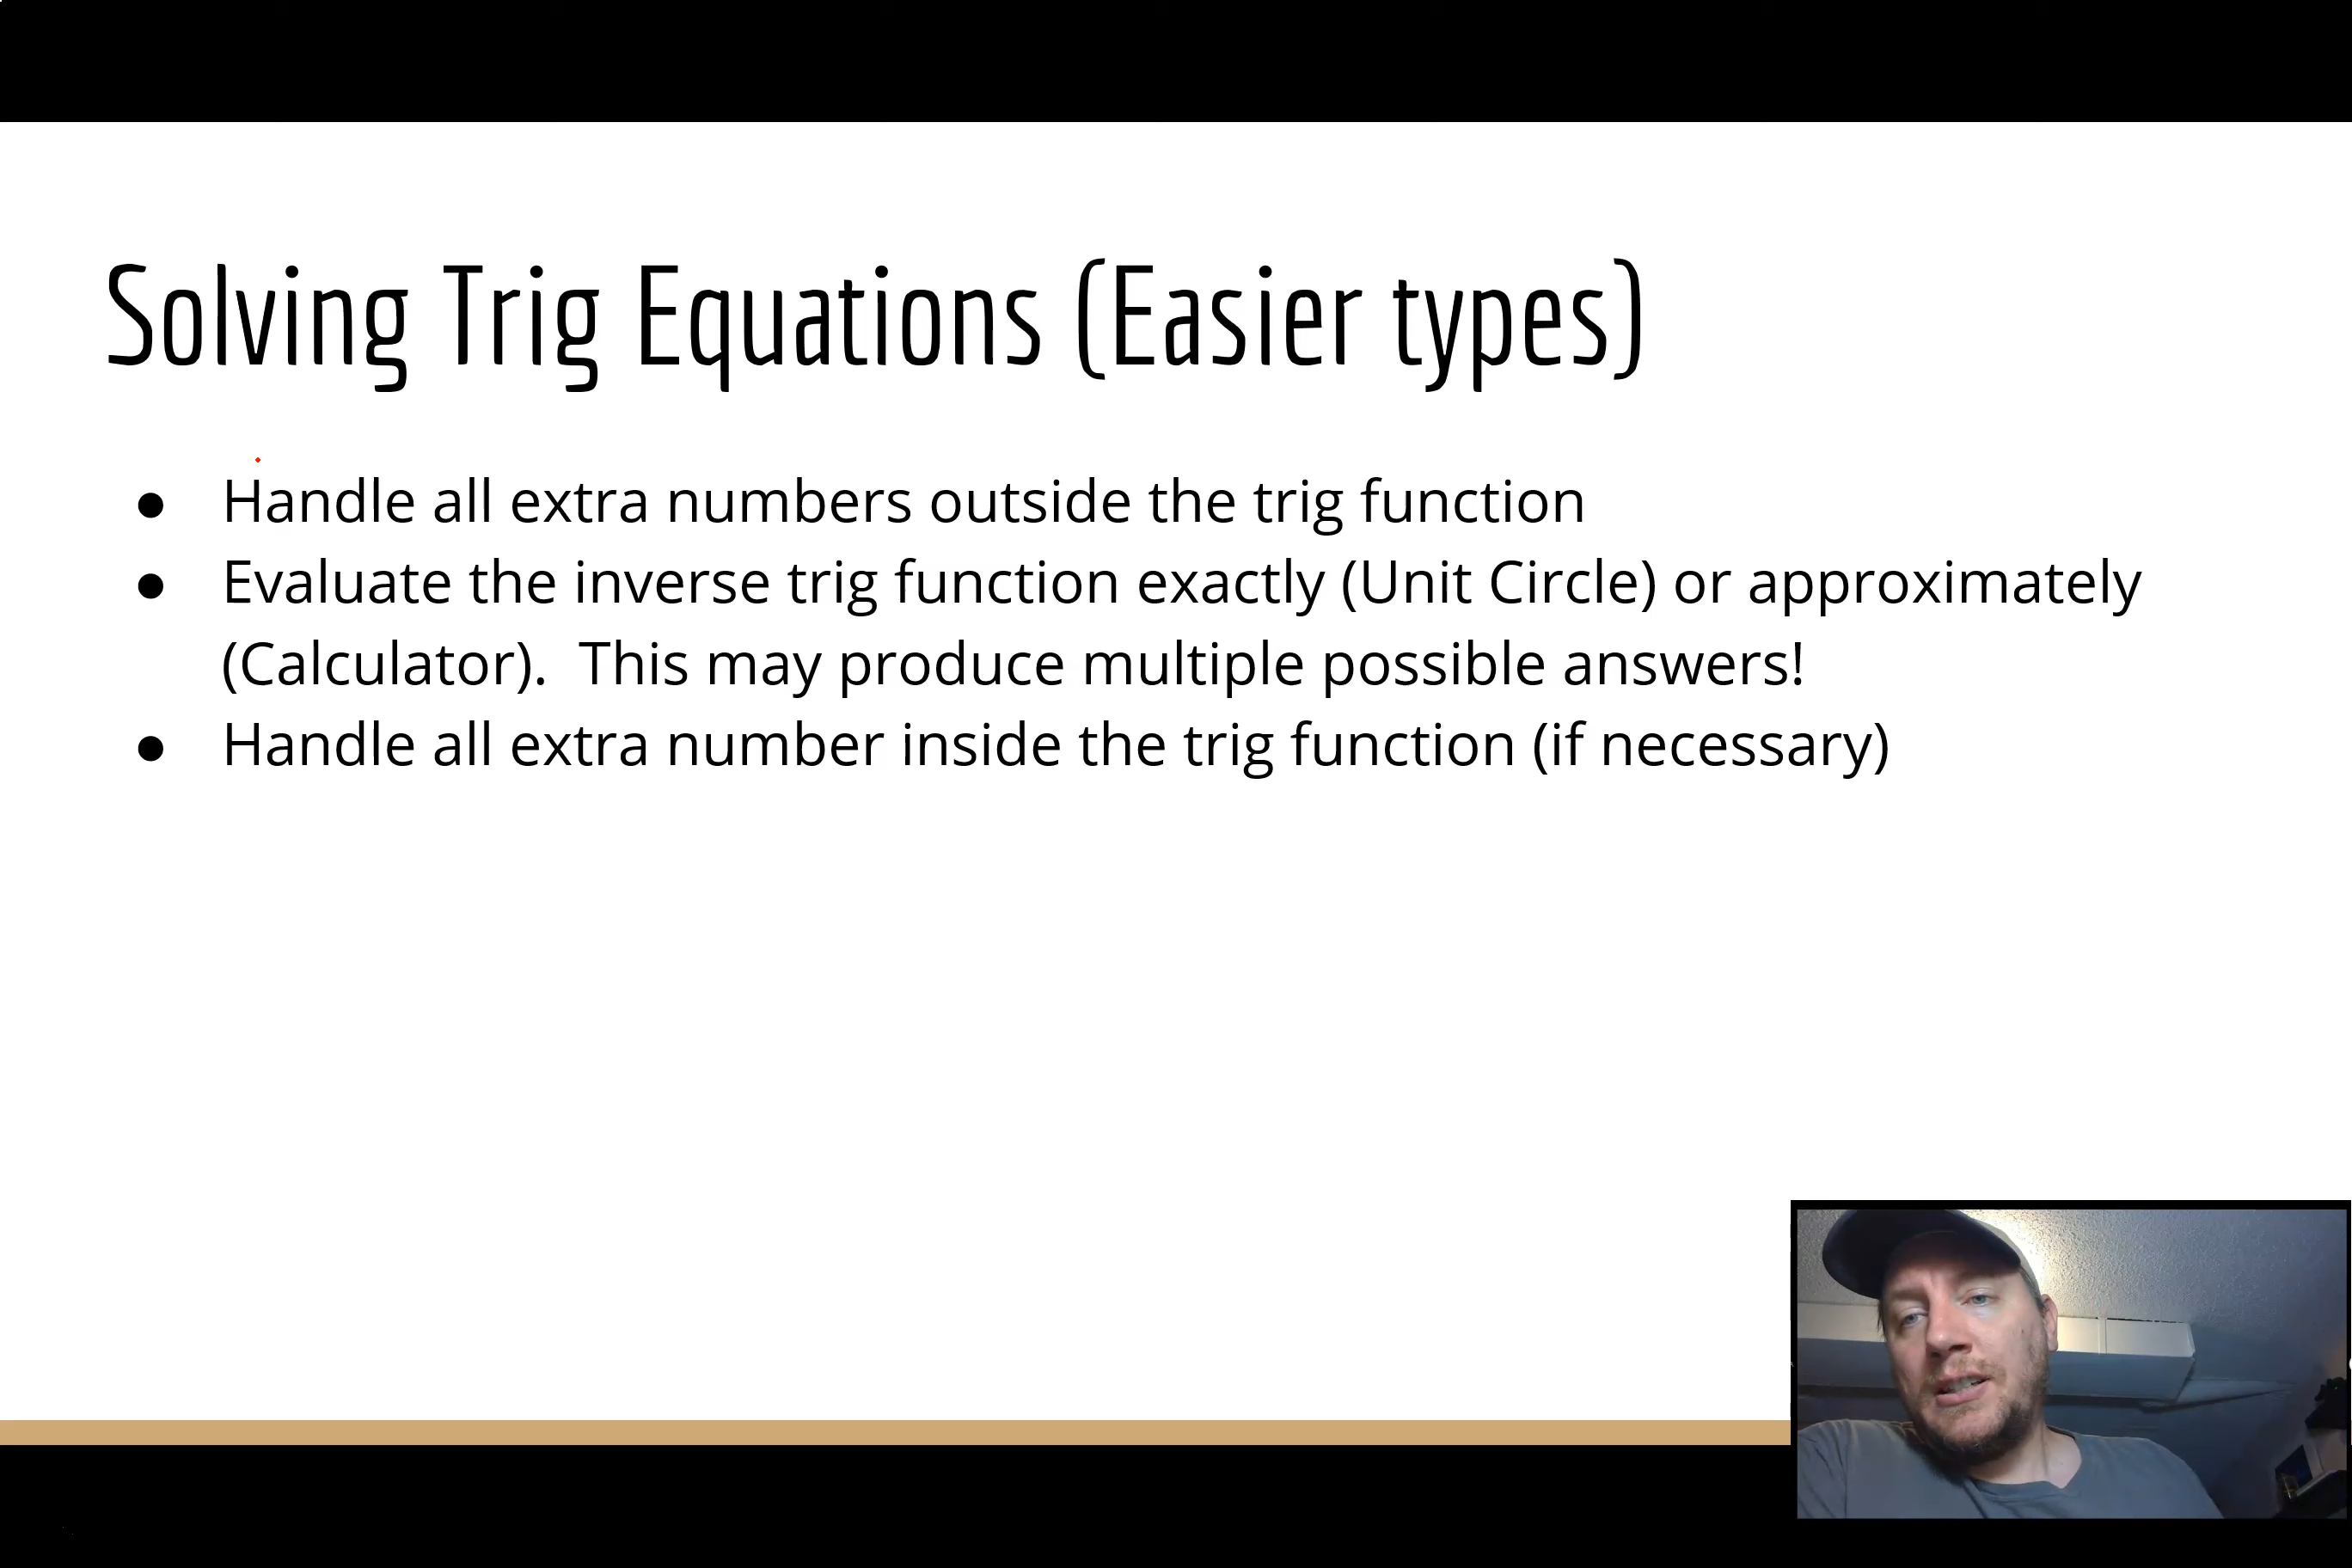 Solving Trig Equations (Easier types)
● Handle all extra numbers outside the trig function
● Evaluate the inverse trig function exactly (Unit Circle) or approximately
(Calculator).  This may produce multiple possible answers!
● Handle all extra number inside the trig function (if necessary)